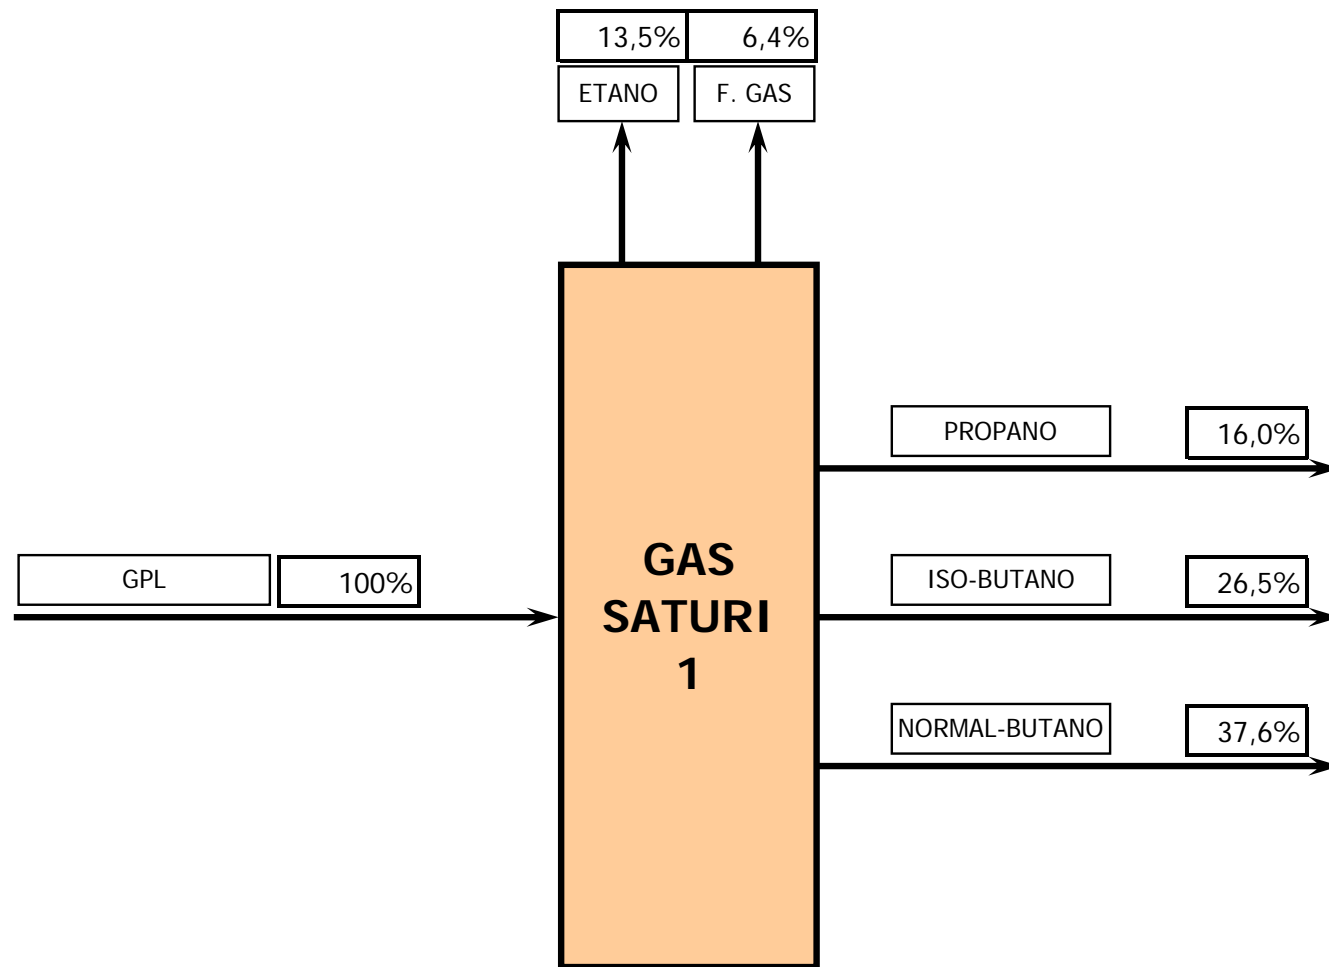 13,5% 6,4%
ETANO F. GAS
PROPANO 16,0%
GPL 100%
GAS
SATURI
1
ISO-BUTANO 26,5%
NORMAL-BUTANO 37,6%